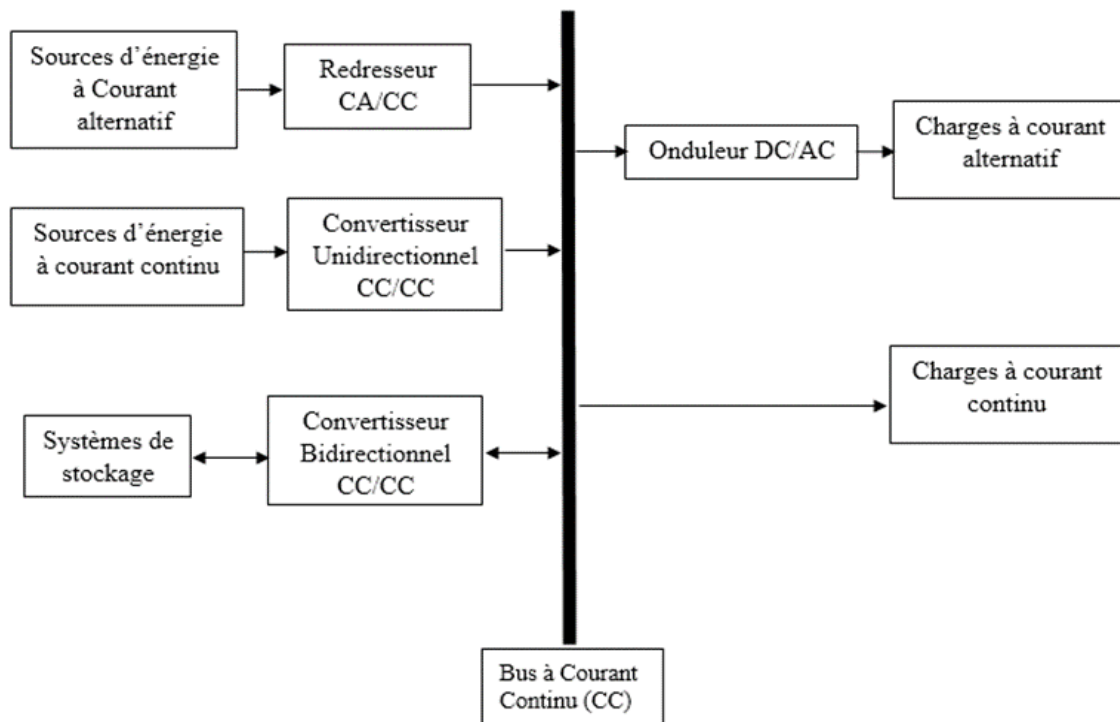 Sources d’énergie
à Courant
alternatif
Redresseur
CA/CC
Onduleur DC/AC
Charges à courant
alternatif
Sources d’énergie
à courant continu
Convertisseur
Unidirectionnel
CC/CC
Charges à courant
continu
Systèmes de
stockage
Convertisseur
Bidirectionnel
CC/CC
Bus à Courant
Continu (CC)